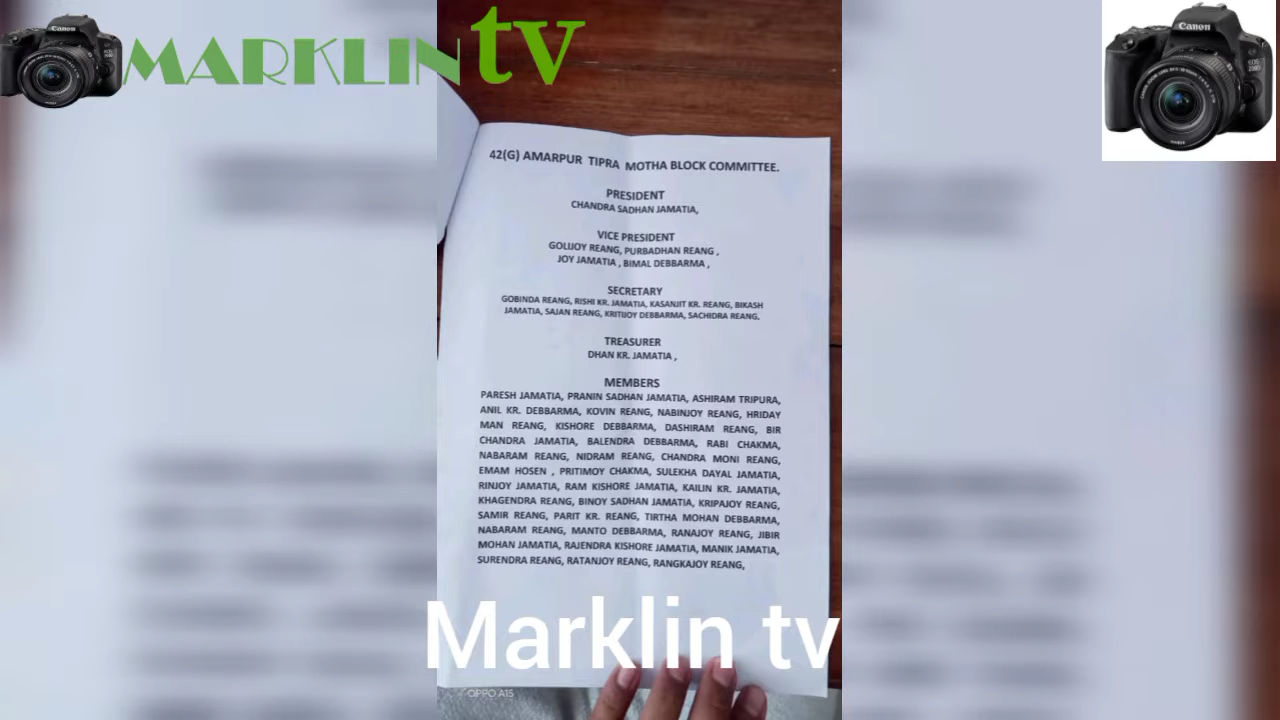 MARKLIN tv
Canon
Canon
42(G) AMARPUR TIPRA MOTHA BLOCK COMMITTEE.
PRESIDENT
CHANDRA SADHAN JAMATIA,
VICE PRESIDENT
GOLIJOY REANG, PURBADHAN REANG ,
JOY JAMATIA , BIMAL DEBBARMA ,
SECRETARY
GOBINDA REANG, RISHI KR. JAMATIA, KASANJIT KR. REANG, BIKASH
JAMATIA, SAJAN REANG, KRITIJOY DEBBARMA, SACHIDRA REANG.
TREASURER
DHAN KR. JAMATIA ,
MEMBERS
PARESH JAMATIA, PRANIN SADHAN JAMATIA, ASHIRAM TRIPURA,
ANIL KR. DEBBARMA, KOVIN REANG, NABINJOY REANG, HRIDAY
MAN REANG, KISHORE DEBBARMA, DASHIRAM REANG, BIR
CHANDRA JAMATIA, BALENDRA DEBBARMA, RABI CHAKMA,
NABARAM REANG, NIDRAM REANG, CHANDRA MONI REANG,
EMAM HOSEN , PRITIMOY CHAKMA, SULEKHA DAYAL JAMATIA,
RINJOY JAMATIA, RAM KISHORE JAMATIA, KAILIN KR. JAMATIA,
KHAGENDRA REANG, BINOY SADHAN JAMATIA, KRIPAJOY REANG,
SAMIR REANG, PARIT KR. REANG, TIRTHA MOHAN DEBBARMA,
NABARAM REANG, MANTO DEBBARMA, RANAJOY REANG, JIBIR
MOHAN JAMATIA, RAJENDRA KISHORE JAMATIA, MANIK JAMATIA,
SURENDRA REANG, RATANJOY REANG, RANGKAJOY REANG,
Marklin tv
OPPO A15